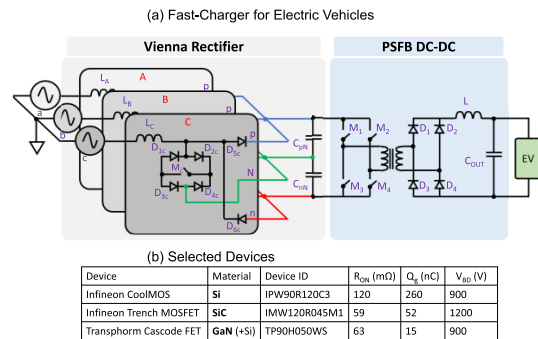 (a) Fast-Charger for Electric Vehicles
Vienna Rectifier
PSFB DC-DC
A
L_A
p
B
L_B
p
a
b
c
C
L_C
D_1c
D_2c
D_5c
p
M_c
N
D_3c
D_4c
n
D_6c
C_pN
C_nN
M_1
M_2
M_3
M_4
D_1
D_2
D_3
D_4
L
C_OUT
EV
(b) Selected Devices
Device Material Device ID R_ON (mΩ) Q_g (nC) V_BD (V)
Infineon CoolMOS Si IPW90R120C3 120 260 900
Infineon Trench MOSFET SiC IMW120R045M1 59 52 1200
Transphorm Cascode FET GaN (+Si) TP90H050WS 63 15 900